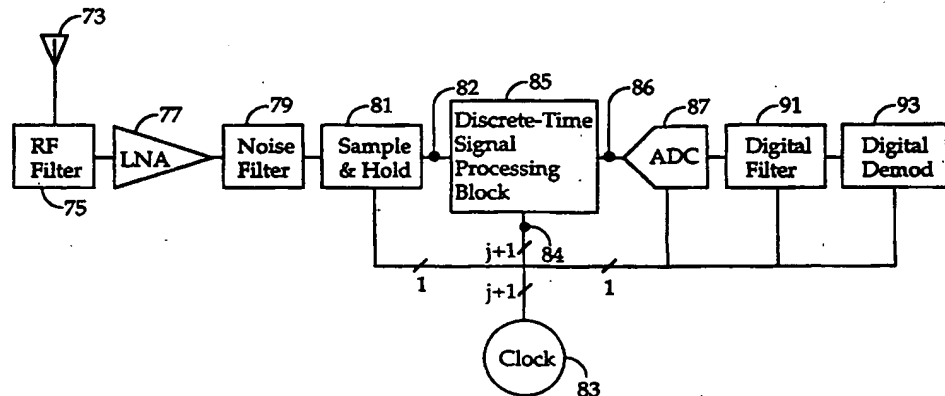 73
77
79
81
82
85
86
87
91
93
RF
Filter
LNA
Noise
Filter
Sample
& Hold
Discrete-Time
Signal
Processing
Block
ADC
Digital
Filter
Digital
Demod
75
j+1
84
1
1
j+1
Clock
83